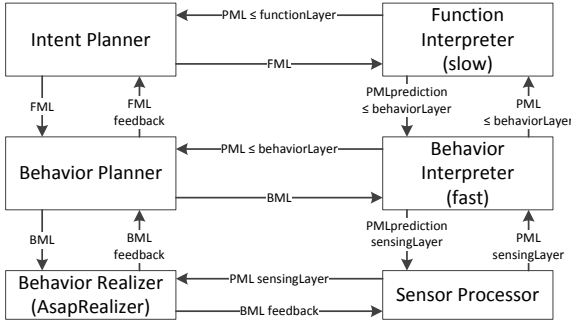 Intent Planner
PML ≤ functionLayer
FML
Function
Interpreter
(slow)
FML
FML
feedback
PMLprediction
≤ behaviorLayer
PML
≤ behaviorLayer
Behavior Planner
PML ≤ behaviorLayer
BML
Behavior
Interpreter
(fast)
BML
BML
feedback
PMLprediction
sensingLayer
PML
sensingLayer
Behavior Realizer
(AsapRealizer)
PML sensingLayer
BML feedback
Sensor Processor